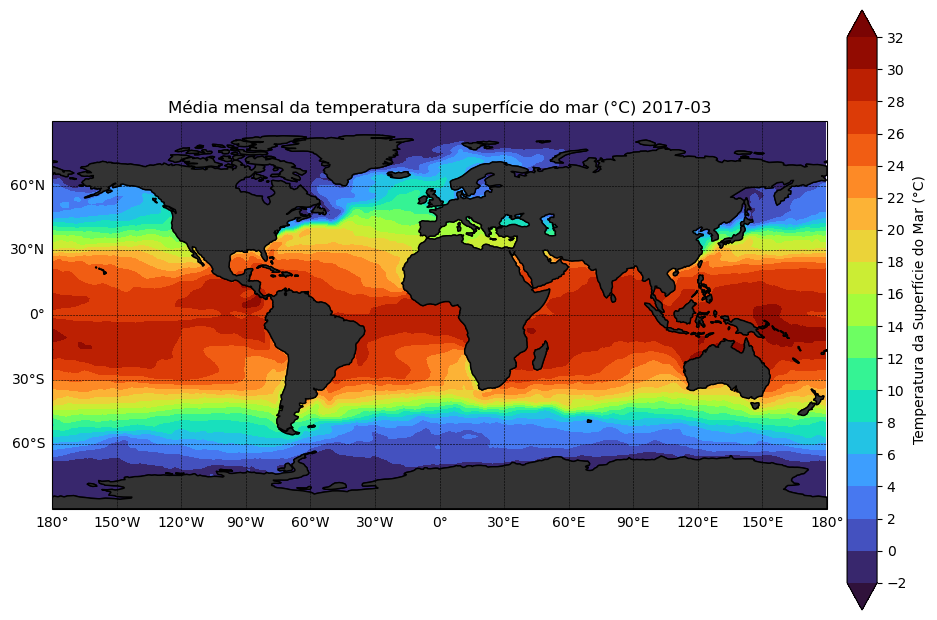 Média mensal da temperatura da superfície do mar (°C) 2017-03
60°N
30°N
0°
30°S
60°S
180°
150°W
120°W
90°W
60°W
30°W
0°
30°E
60°E
90°E
120°E
150°E
180°
32
30
28
26
24
22
20
18
16
14
12
10
8
6
4
2
0
−2
Temperatura da Superfície do Mar (°C)